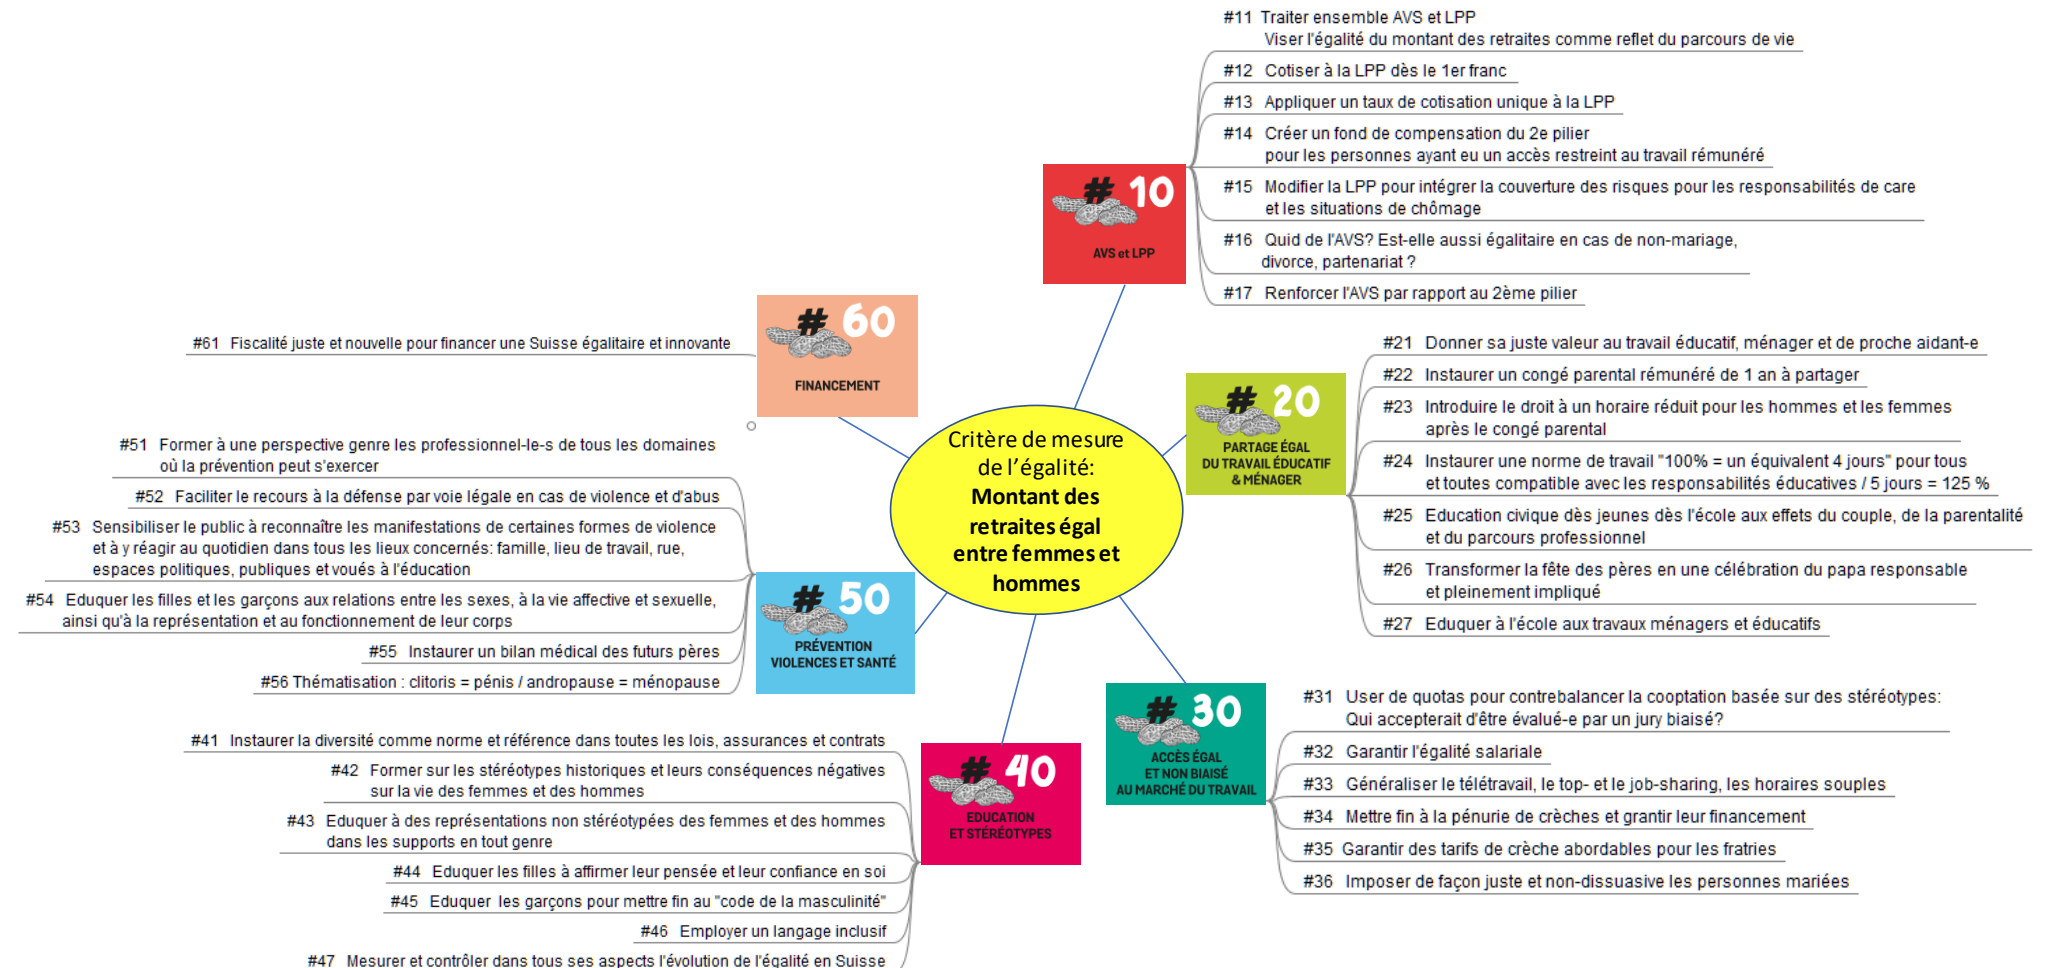 Critère de mesure
de l'égalité:
Montant des
retraites égal
entre femmes et
hommes
# 10
AVS et LPP
#11 Traiter ensemble AVS et LPP
Viser l'égalité du montant des retraites comme reflet du parcours de vie
#12 Cotiser à la LPP dès le 1er franc
#13 Appliquer un taux de cotisation unique à la LPP
#14 Créer un fond de compensation du 2e pilier
pour les personnes ayant eu un accès restreint au travail rémunéré
#15 Modifier la LPP pour intégrer la couverture des risques pour les responsabilités de care
et les situations de chômage
#16 Quid de l'AVS? Est-elle aussi égalitaire en cas de non-mariage,
divorce, partenariat ?
#17 Renforcer l'AVS par rapport au 2ème pilier
# 20
PARTAGE ÉGAL
DU TRAVAIL ÉDUCATIF
& MÉNAGER
#21 Donner sa juste valeur au travail éducatif, ménager et de proche aidant-e
#22 Instaurer un congé parental rémunéré de 1 an à partager
#23 Introduire le droit à un horaire réduit pour les hommes et les femmes
après le congé parental
#24 Instaurer une norme de travail "100% = un équivalent 4 jours" pour tous
et toutes compatible avec les responsabilités éducatives / 5 jours = 125 %
#25 Education civique dès jeunes dès l'école aux effets du couple, de la parentalité
et du parcours professionnel
#26 Transformer la fête des pères en une célébration du papa responsable
et pleinement impliqué
#27 Eduquer à l'école aux travaux ménagers et éducatifs
# 30
ACCÈS ÉGAL
ET NON BIAISÉ
AU MARCHÉ DU TRAVAIL
#31 User de quotas pour contrebalancer la cooptation basée sur des stéréotypes:
Qui accepterait d'être évalué-e par un jury biaisé?
#32 Garantir l'égalité salariale
#33 Généraliser le télétravail, le top- et le job-sharing, les horaires souples
#34 Mettre fin à la pénurie de crèches et grantir leur financement
#35 Garantir des tarifs de crèche abordables pour les fratries
#36 Imposer de façon juste et non-dissuasive les personnes mariées
# 40
EDUCATION
ET STÉRÉOTYPES
#41 Instaurer la diversité comme norme et référence dans toutes les lois, assurances et contrats
#42 Former sur les stéréotypes historiques et leurs conséquences négatives
sur la vie des femmes et des hommes
#43 Eduquer à des représentations non stéréotypées des femmes et des hommes
dans les supports en tout genre
#44 Eduquer les filles à affirmer leur pensée et leur confiance en soi
#45 Eduquer les garçons pour mettre fin au "code de la masculinité"
#46 Employer un langage inclusif
#47 Mesurer et contrôler dans tous ses aspects l'évolution de l'égalité en Suisse
# 50
PRÉVENTION
VIOLENCES ET SANTÉ
#51 Former à une perspective genre les professionnel-le-s de tous les domaines
où la prévention peut s'exercer
#52 Faciliter le recours à la défense par voie légale en cas de violence et d'abus
#53 Sensibiliser le public à reconnaître les manifestations de certaines formes de violence
et à y réagir au quotidien dans tous les lieux concernés: famille, lieu de travail, rue,
espaces politiques, publiques et voués à l'éducation
#54 Eduquer les filles et les garçons aux relations entre les sexes, à la vie affective et sexuelle,
ainsi qu'à la représentation et au fonctionnement de leur corps
#55 Instaurer un bilan médical des futurs pères
#56 Thématisation : clitoris = pénis / andropause = ménopause
# 60
FINANCEMENT
#61 Fiscalité juste et nouvelle pour financer une Suisse égalitaire et innovante